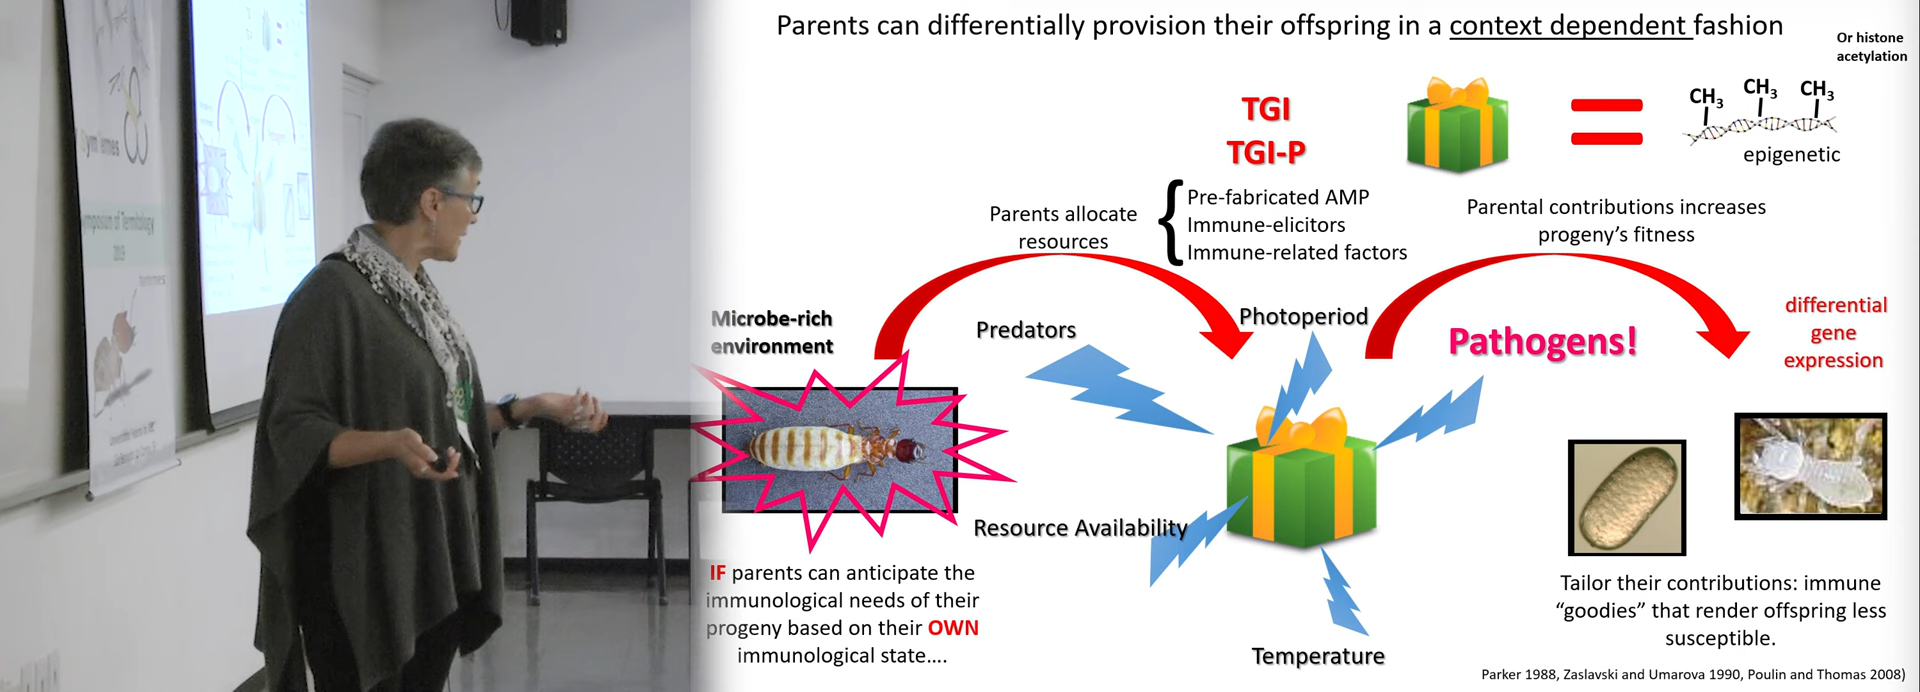 Parents can differentially provision their offspring in a context dependent fashion
Or histone
acetylation
TGI
TGI-P
CH3 CH3 CH3
epigenetic
Parents allocate
resources
Pre-fabricated AMP
Immune-elicitors
Immune-related factors
Parental contributions increases
progeny's fitness
Microbe-rich
environment
Predators
Photoperiod
Pathogens!
differential
gene
expression
Resource Availability
Temperature
IF parents can anticipate the
immunological needs of their
progeny based on their OWN
immunological state....
Tailor their contributions: immune
“goodies” that render offspring less
susceptible.
Parker 1988, Zaslavski and Umarova 1990, Poulin and Thomas 2008)
mposium of Termitology
2019